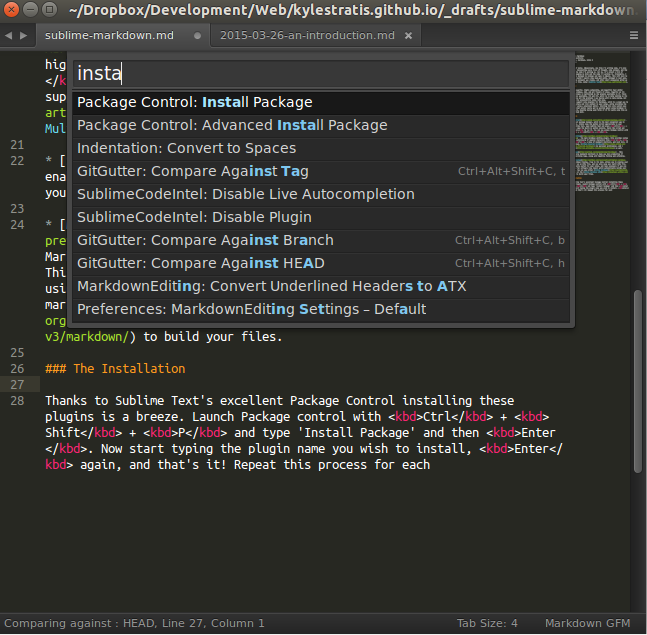 ~/Dropbox/Development/Web/kylestratis.github.io/_drafts/sublime-markdown.
sublime-markdown.md
2015-03-26-an-introduction.md
insta
Package Control: Install Package
Package Control: Advanced Install Package
Indentation: Convert to Spaces
GitGutter: Compare Against Tag Ctrl+Alt+Shift+C, t
SublimeCodeIntel: Disable Live Autocompletion
SublimeCodeIntel: Disable Plugin
GitGutter: Compare Against Branch Ctrl+Alt+Shift+C, b
GitGutter: Compare Against HEAD Ctrl+Alt+Shift+C, h
MarkdownEditing: Convert Underlined Headers to ATX
Preferences: MarkdownEditing Settings – Default
hig
</k
sup
art
Mul
21
22 * [
ena
you
23
24 * [
pre
Mar
Thi
usi
mar
org
v3/markdown/) to build your files.
25
26 ### The Installation
27
28 Thanks to Sublime Text's excellent Package Control installing these
plugins is a breeze. Launch Package control with <kbd>Ctrl</kbd> + <kbd>
Shift</kbd> + <kbd>P</kbd> and type 'Install Package' and then <kbd>Enter
</kbd>. Now start typing the plugin name you wish to install, <kbd>Enter</
kbd> again, and that's it! Repeat this process for each
Comparing against : HEAD, Line 27, Column 1 Tab Size: 4 Markdown GFM